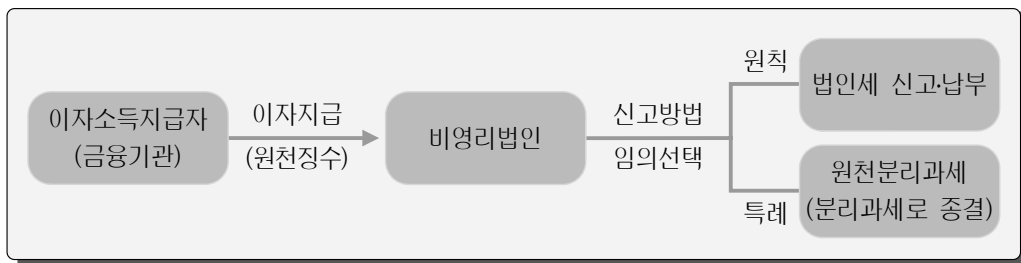 이자소득지급자
(금융기관)
이자지급
(원천징수)
비영리법인
신고방법
임의선택
원칙
법인세 신고·납부
특례
원천분리과세
(분리과세로 종결)